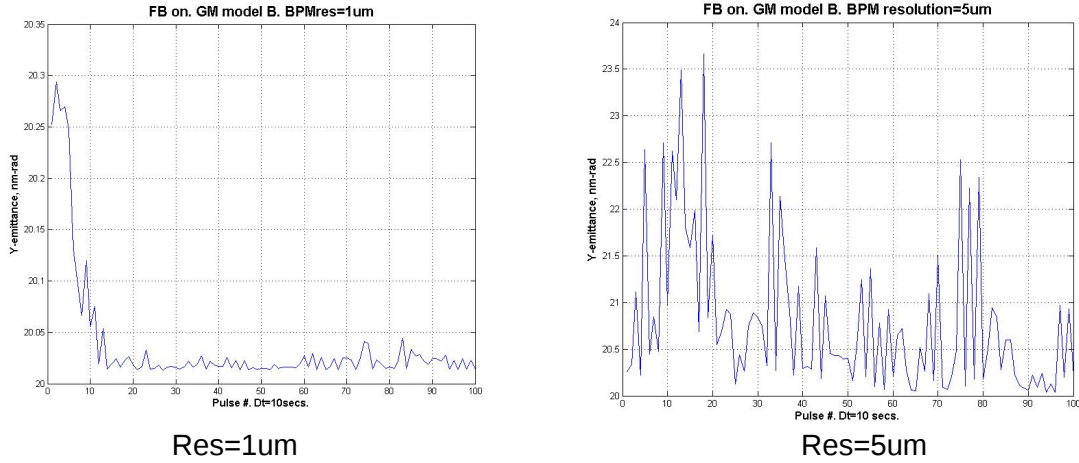 FB on. GM model B. BPMres=1um
20.35
20.3
20.25
20.2
20.15
20.1
20.05
20
Y-emittance, nm-rad
0 10 20 30 40 50 60 70 80 90 100
Pulse #. Dt=10secs.
Res=1um
FB on. GM model B. BPM resolution=5um
24
23.5
23
22.5
22
21.5
21
20.5
20
Y-emittance, nm-rad
0 10 20 30 40 50 60 70 80 90 100
Pulse #. Dt=10 secs.
Res=5um